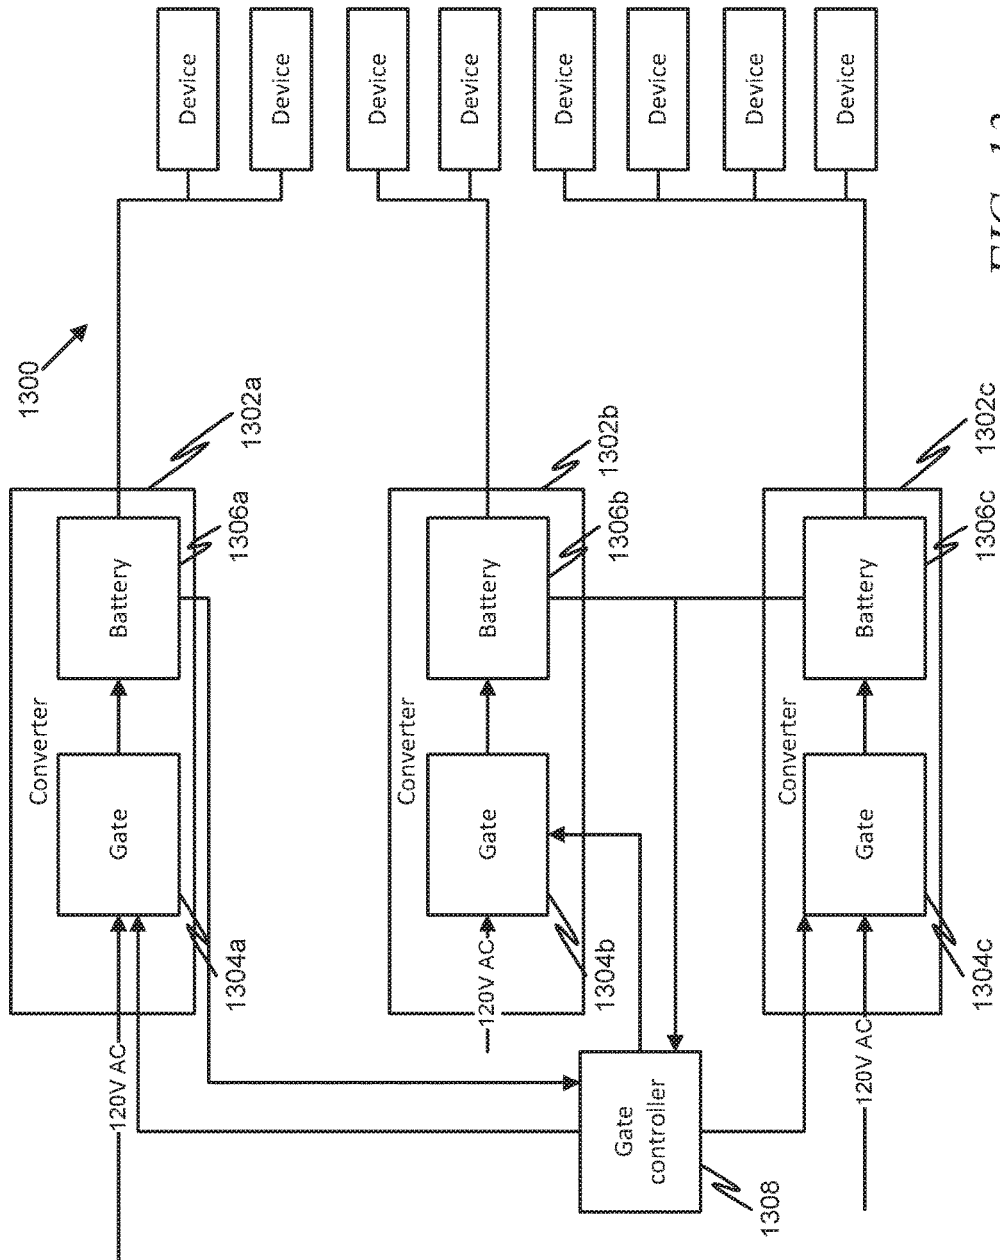 1300
Converter
Gate
Battery
120V AC
1304a
1306a
1302a
Device
Device
Converter
Gate
Battery
120V AC
1304b
1306b
1302b
Device
Device
Gate
controller
1308
Converter
Gate
Battery
120V AC
1304c
1306c
1302c
Device
Device
Device
Device